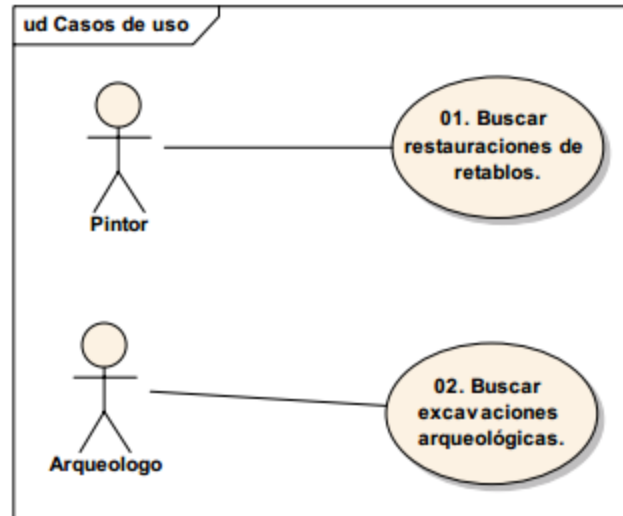 ud Casos de uso
01. Buscar
restauraciones de
retablos.
Pintor
02. Buscar
excavaciones
arqueológicas.
Arqueologo